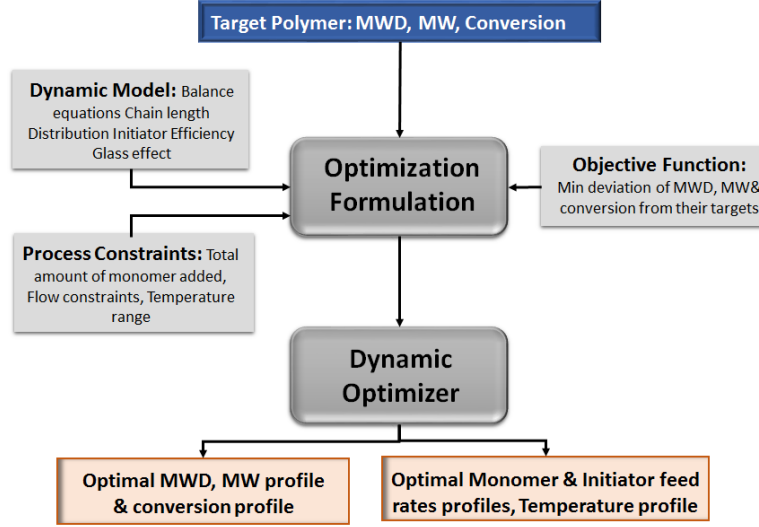 Target Polymer: MWD, MW, Conversion
Dynamic Model: Balance
equations Chain length
Distribution Initiator Efficiency
Glass effect
Optimization
Formulation
Objective Function:
Min deviation of MWD, MW&
conversion from their targets
Process Constraints: Total
amount of monomer added,
Flow constraints, Temperature
range
Dynamic
Optimizer
Optimal MWD, MW profile
& conversion profile
Optimal Monomer & Initiator feed
rates profiles, Temperature profile